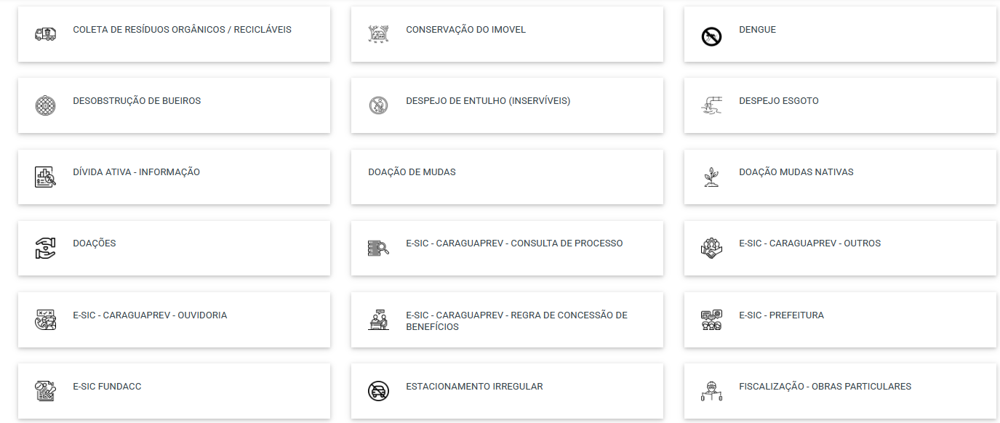 COLETA DE RESÍDUOS ORGÂNICOS / RECICLÁVEIS
CONSERVAÇÃO DO IMOVEL
DENGUE
DESOBSTRUÇÃO DE BUEIROS
DESPEJO DE ENTULHO (INSERVÍVEIS)
DESPEJO ESGOTO
DÍVIDA ATIVA - INFORMAÇÃO
DOAÇÃO DE MUDAS
DOAÇÃO MUDAS NATIVAS
DOAÇÕES
E-SIC - CARAGUAPREV - CONSULTA DE PROCESSO
E-SIC - CARAGUAPREV - OUTROS
E-SIC - CARAGUAPREV - OUVIDORIA
E-SIC - CARAGUAPREV - REGRA DE CONCESSÃO DE
BENEFÍCIOS
E-SIC - PREFEITURA
E-SIC FUNDACC
ESTACIONAMENTO IRREGULAR
FISCALIZAÇÃO - OBRAS PARTICULARES